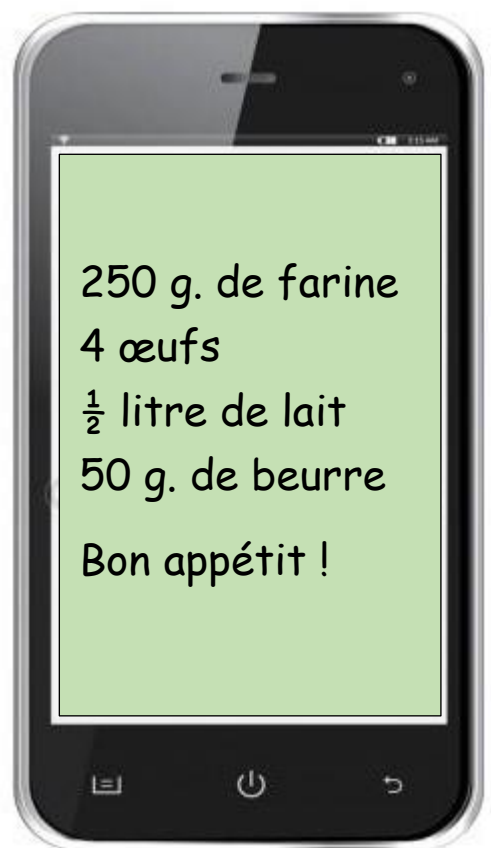 250 g. de farine
4 œufs
½ litre de lait
50 g. de beurre
Bon appétit !